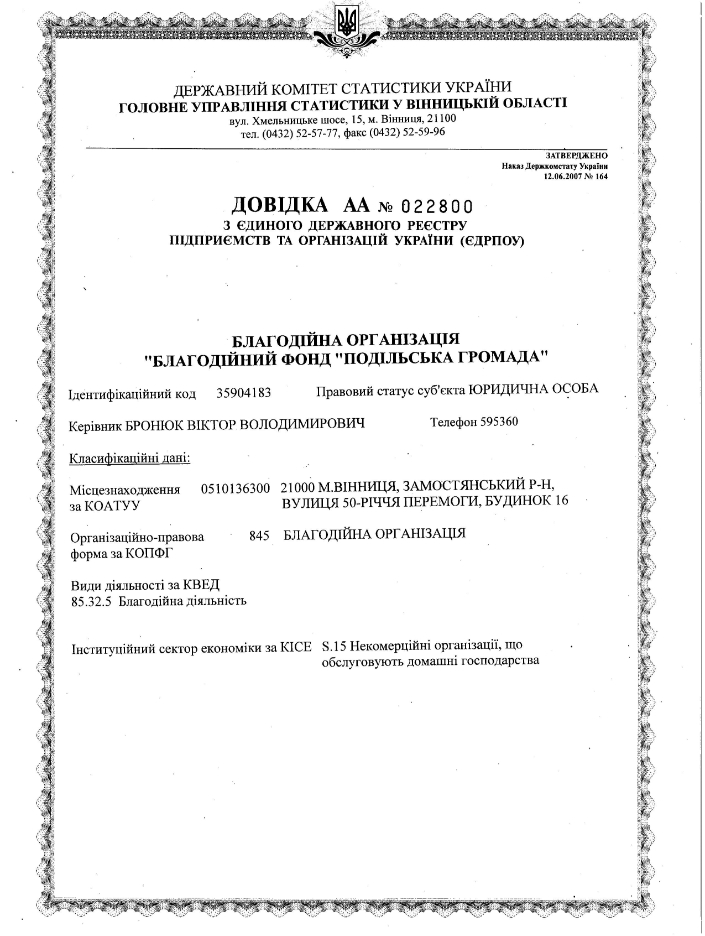 ДЕРЖАВНИЙ КОМІТЕТ СТАТИСТИКИ УКРАЇНИ
ГОЛОВНЕ УПРАВЛІННЯ СТАТИСТИКИ У ВІННИЦЬКІЙ ОБЛАСТІ
вул. Хмельницьке шосе, 15, м. Вінниця, 21100
тел. (0432) 52-57-77, факс (0432) 52-59-96
ЗАТВЕРДЖЕНО
Наказ Держкомстату України
12.06.2007 № 164
ДОВІДКА АА № 022800
З ЄДИНОГО ДЕРЖАВНОГО РЕЄСТРУ
ПІДПРИЄМСТВ ТА ОРГАНІЗАЦІЙ УКРАЇНИ (ЄДРПОУ)
БЛАГОДІЙНА ОРГАНІЗАЦІЯ
"БЛАГОДІЙНИЙ ФОНД "ПОДІЛЬСЬКА ГРОМАДА"
Ідентифікаційний код 35904183 Правовий статус суб'єкта ЮРИДИЧНА ОСОБА
Керівник БРОНЮК ВІКТОР ВОЛОДИМИРОВИЧ Телефон 595360
Класифікаційні дані:
Місцезнаходження 0510136300 21000 М.ВІННИЦЯ, ЗАМОСТЯНСЬКИЙ Р-Н,
за КОАТУУ ВУЛИЦЯ 50-РІЧЧЯ ПЕРЕМОГИ, БУДИНОК 16
Організаційно-правова 845 БЛАГОДІЙНА ОРГАНІЗАЦІЯ
форма за КОПФГ
Види діяльності за КВЕД
85.32.5 Благодійна діяльність
Інституційний сектор економіки за КІСЕ S.15 Некомерційні організації, що
обслуговують домашні господарства